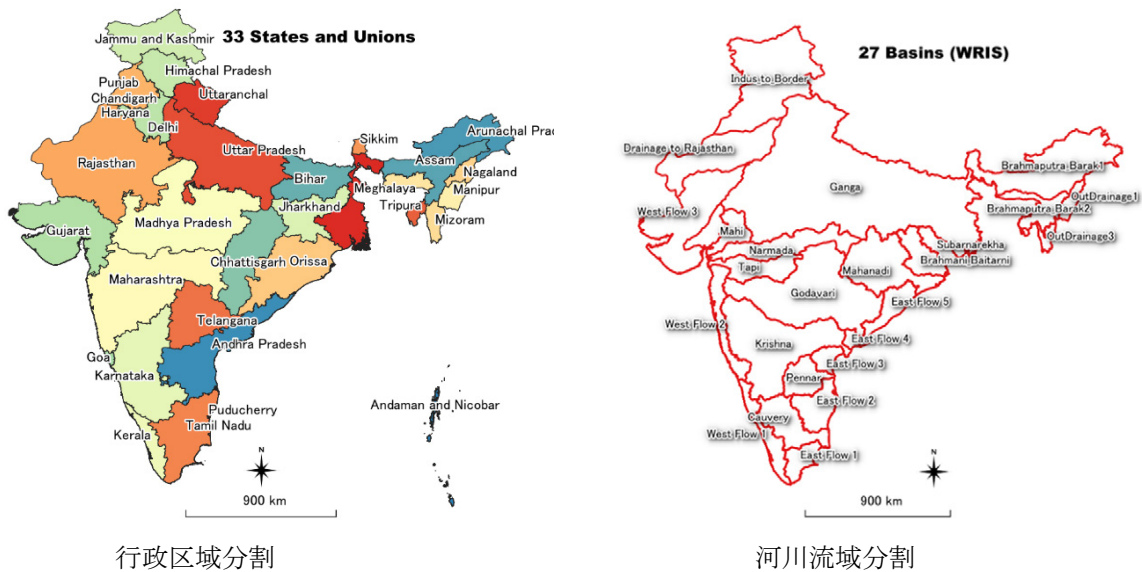 33 States and Unions
Jammu and Kashmir
Himachal Pradesh
Punjab
Chandigarh
Uttaranchal
Haryana
Delhi
Sikkim
Arunachal Prad
Uttar Pradesh
Assam
Rajasthan
Nagaland
Bihar
Meghalaya
Manipur
Jharkhand
Tripura
Mizoram
Madhya Pradesh
Gujarat
Chhattisgarh
Orissa
Maharashtra
Telangana
Andhra Pradesh
Goa
Karnataka
Andaman and Nicobar
Puducherry
Tamil Nadu
Kerala
N
900 km
行政区域分割
27 Basins (WRIS)
Indus to Border
Drainage to Rajasthan
Brahmaputra Barak1
Ganga
OutDrainage1
West Flow 3
Brahmaputra Barak2
Mahi
OutDrainage3
Subarnarekha
Narmada
Brahmani Baitarni
Tapi
Mahanadi
Godavari
East Flow 5
West Flow 2
Krishna
East Flow 4
East Flow 3
Pennar
East Flow 2
Cauvery
West Flow 1
East Flow 1
N
900 km
河川流域分割